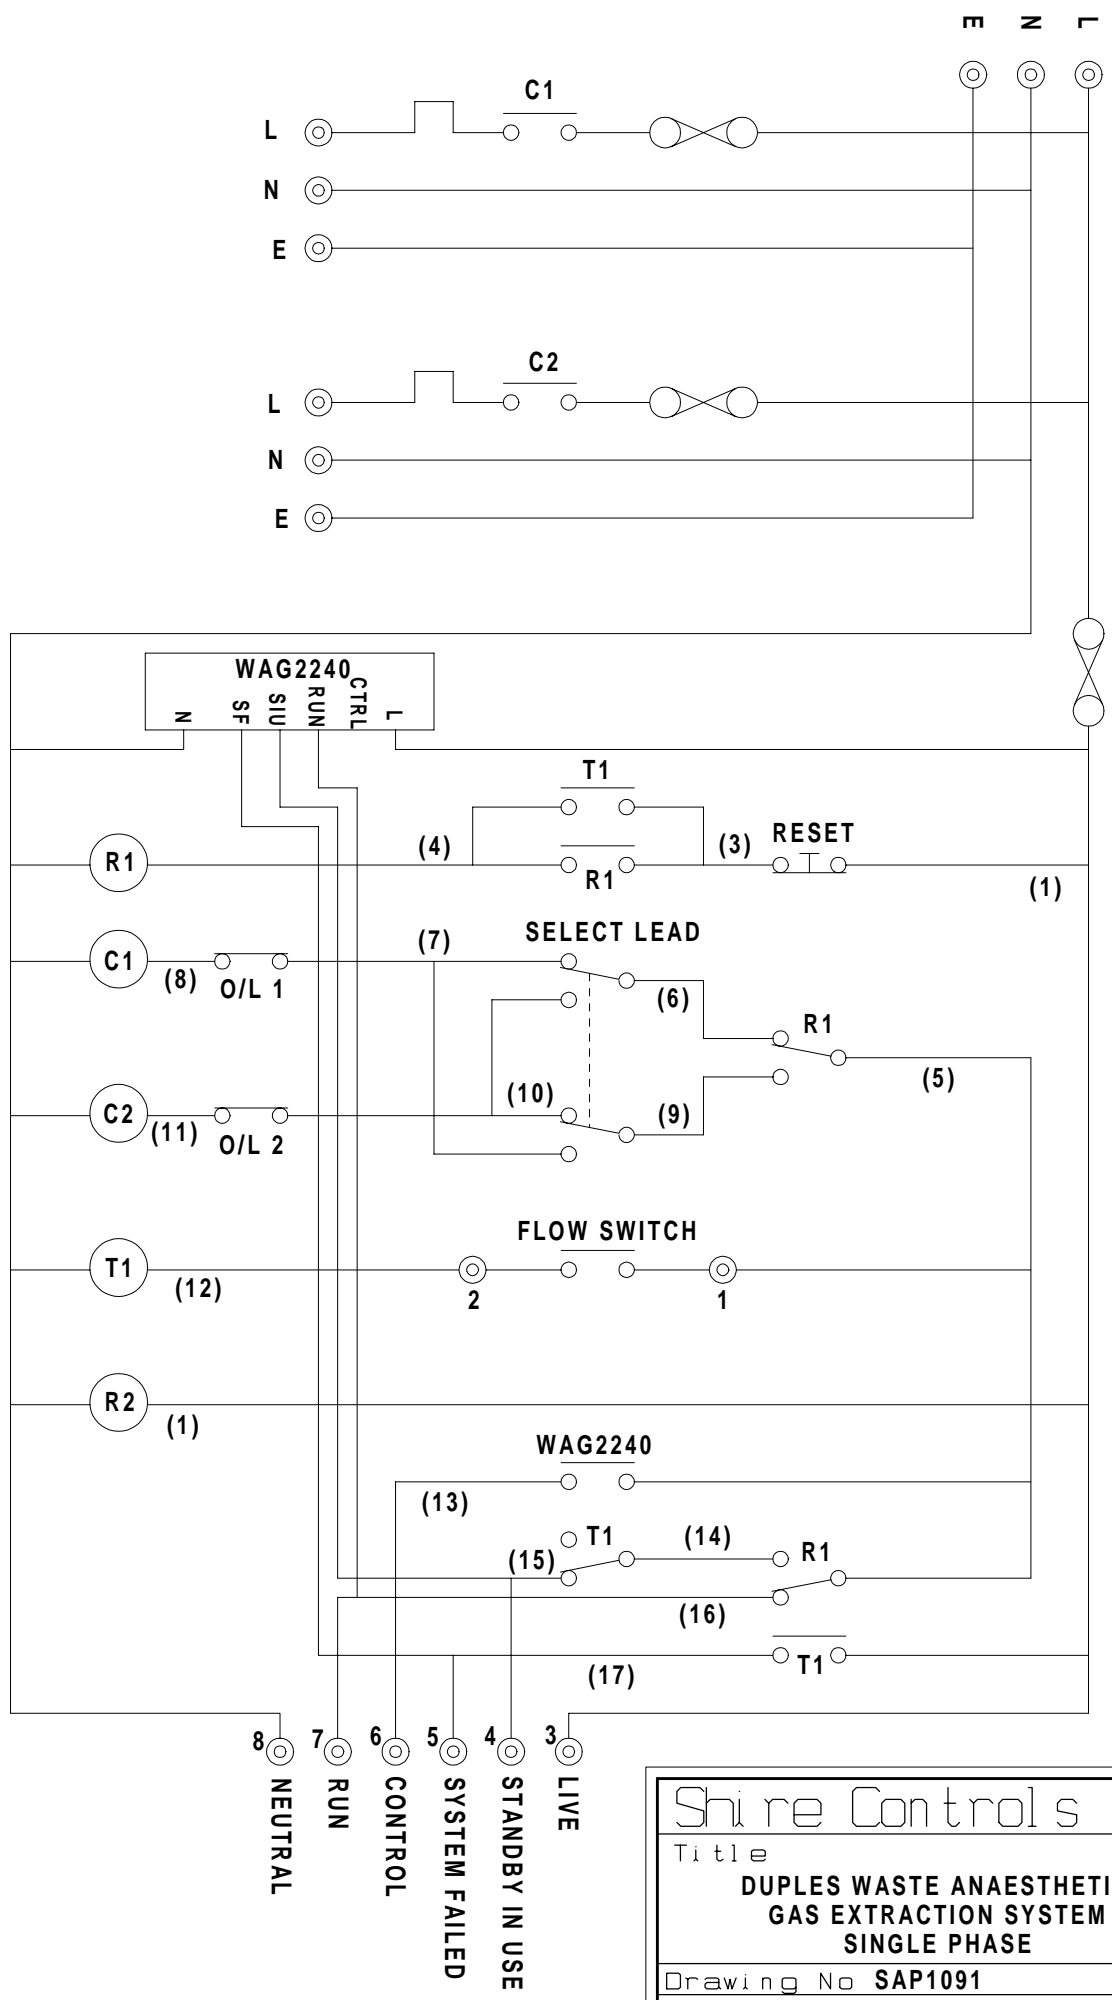 E N L
C1
L
N
E
C2
L
N
E
WAG2240
N SF SIU RUN CTRL L
T1
R1
(4)
R1
(3)
RESET
(1)
SELECT LEAD
C1
(8)
O/L 1
(7)
(6)
R1
(5)
C2
(11)
O/L 2
(10)
(9)
FLOW SWITCH
T1
(12)
2
1
R2
(1)
WAG2240
(13)
T1
(14)
(15)
R1
(16)
(17)
T1
8 7 6 5 4 3
NEUTRAL
RUN
CONTROL
SYSTEM FAILED
STANDBY IN USE
LIVE
Shire Controls
Title
DUPLES WASTE ANAESTHETI
GAS EXTRACTION SYSTEM
SINGLE PHASE
Drawing No SAP1091